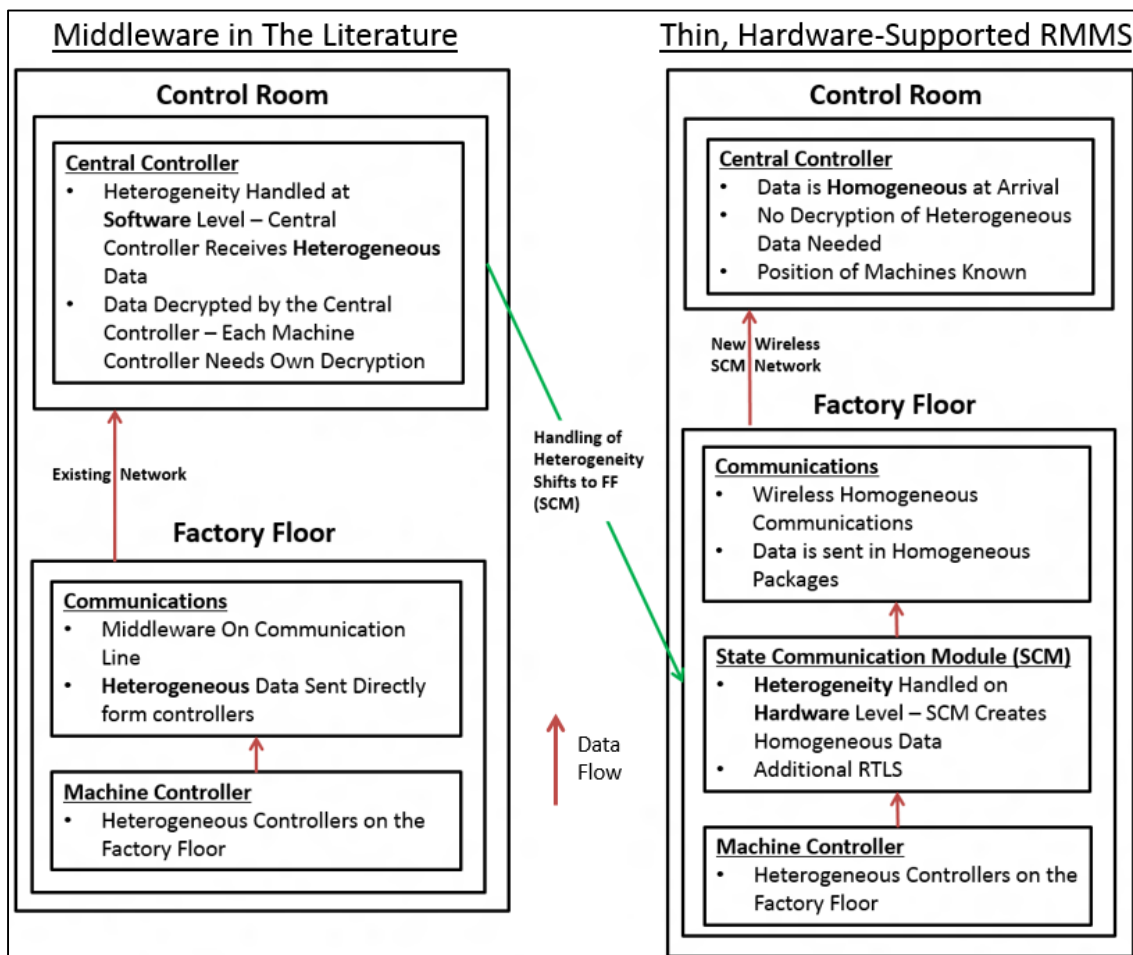 Middleware in The Literature
Control Room
Central Controller
• Heterogeneity Handled at
Software Level – Central
Controller Receives Heterogeneous
Data
• Data Decrypted by the Central
Controller – Each Machine
Controller Needs Own Decryption
Existing Network
Factory Floor
Communications
• Middleware On Communication
Line
• Heterogeneous Data Sent Directly
form controllers
Machine Controller
• Heterogeneous Controllers on the
Factory Floor
Handling of
Heterogeneity
Shifts to FF
(SCM)
Data
Flow
Thin, Hardware-Supported RMMS
Control Room
Central Controller
• Data is Homogeneous at Arrival
• No Decryption of Heterogeneous
Data Needed
• Position of Machines Known
New Wireless
SCM Network
Factory Floor
Communications
• Wireless Homogeneous
Communications
• Data is sent in Homogeneous
Packages
State Communication Module (SCM)
• Heterogeneity Handled on
Hardware Level – SCM Creates
Homogeneous Data
• Additional RTLS
Machine Controller
• Heterogeneous Controllers on the
Factory Floor